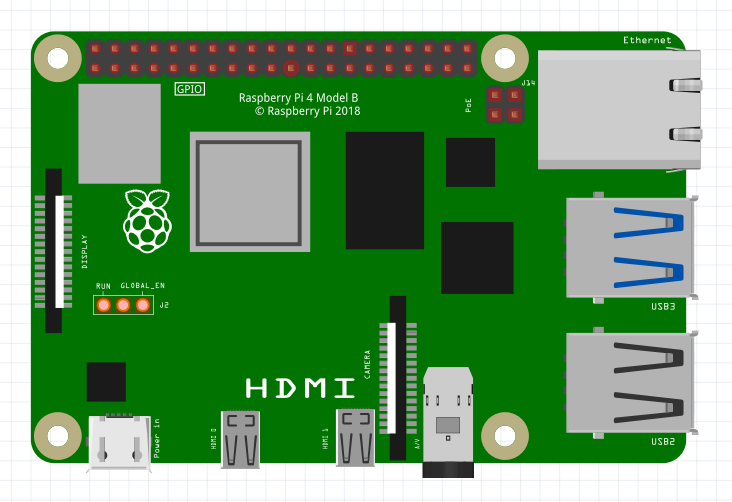 Ethernet
J14
GPIO
Raspberry Pi 4 Model B
© Raspberry Pi 2018
PoE
DISPLAY
RUN GLOBAL_EN
J2
USB3
CAMERA
HDMI
USB2
Power in
HDMI 0
HDMI 1
A/V